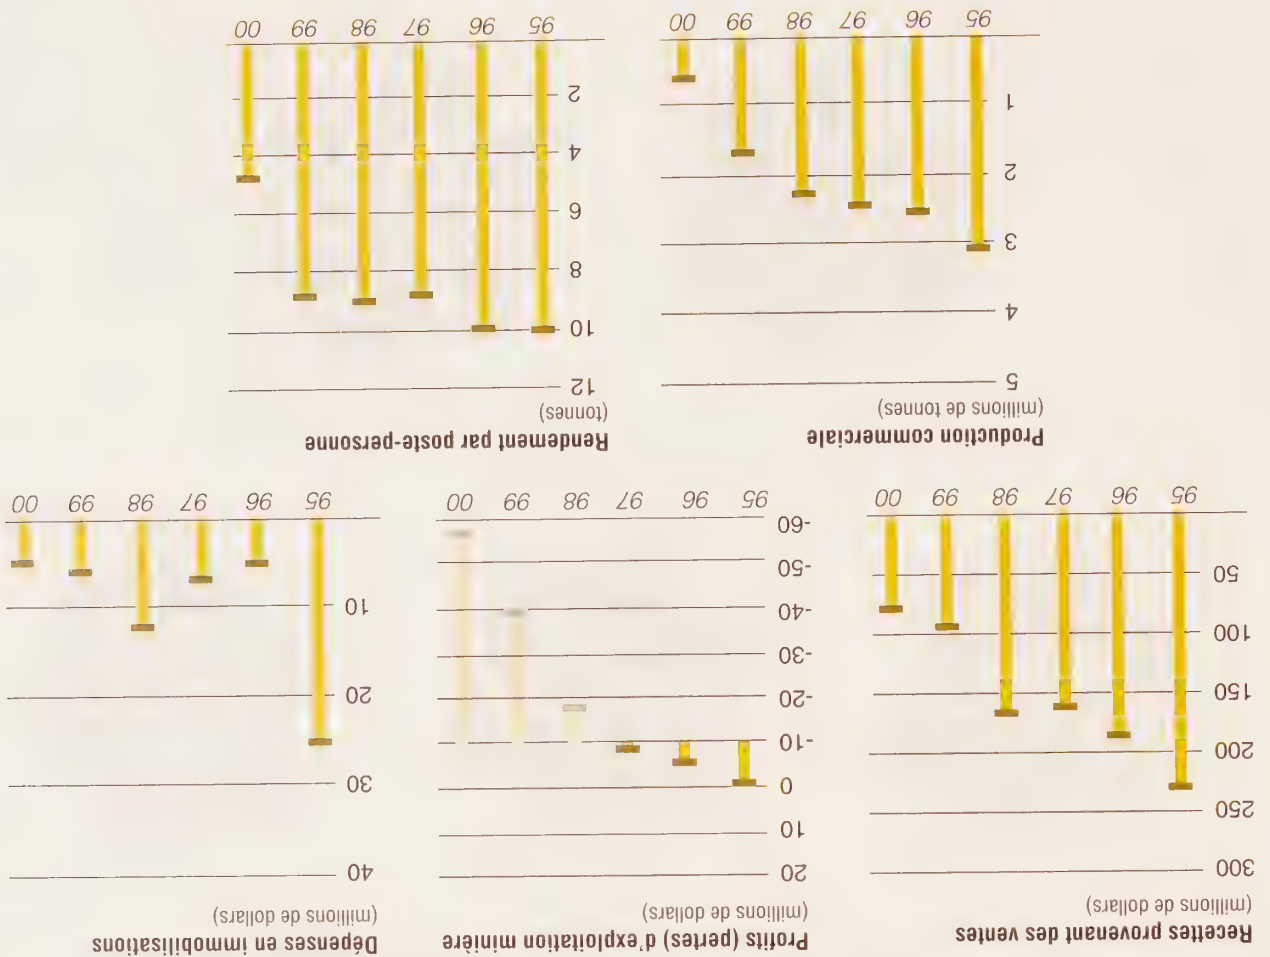 Recettes provenant des ventes
(millions de dollars)
300
250
200
150
100
50
95 96 97 98 99 00
Profits (pertes) d'exploitation minière
(millions de dollars)
20
10
0
-10
-20
-30
-40
-50
-60
95 96 97 98 99 00
Dépenses en immobilisations
(millions de dollars)
40
30
20
10
95 96 97 98 99 00
Production commerciale
(millions de tonnes)
5
4
3
2
1
95 96 97 98 99 00
Rendement par poste-personne
(tonnes)
12
10
8
6
4
2
95 96 97 98 99 00